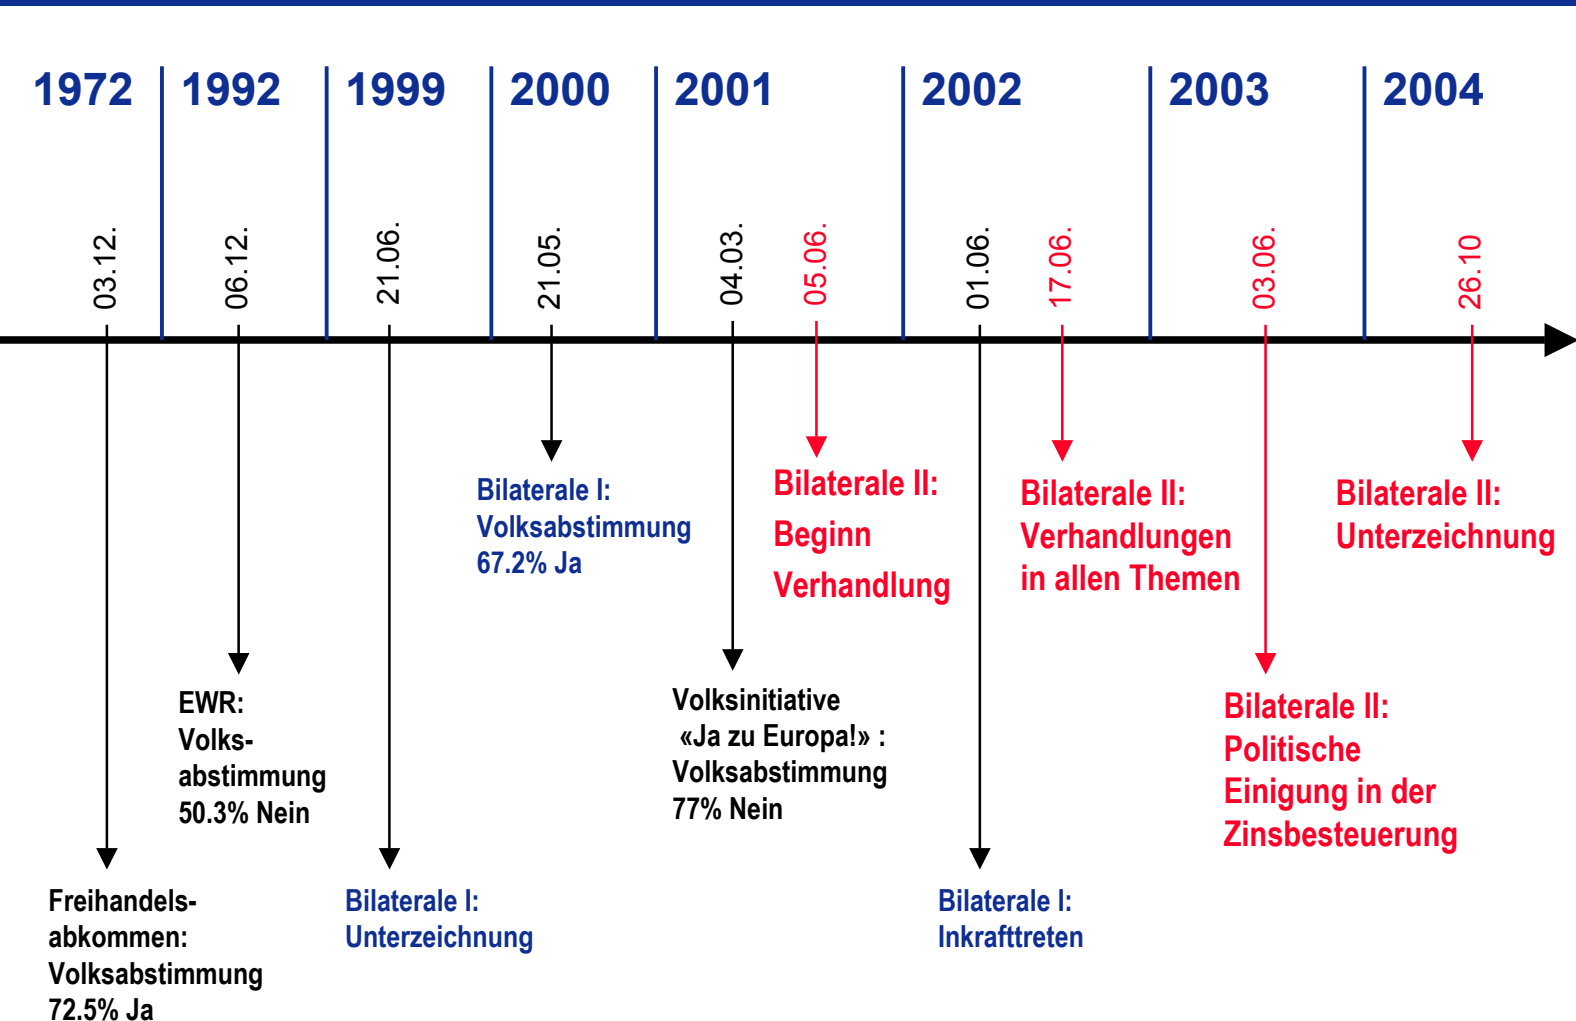 1972
1992
1999
2000
2001
2002
2003
2004
03.12.
06.12.
21.06.
21.05.
04.03.
05.06.
01.06.
17.06.
03.06.
26.10
Bilaterale I:
Volksabstimmung
67.2% Ja
Bilaterale II:
Beginn
Verhandlung
Bilaterale II:
Verhandlungen
in allen Themen
Bilaterale II:
Unterzeichnung
EWR:
Volks-
abstimmung
50.3% Nein
Volksinitiative
«Ja zu Europa!» :
Volksabstimmung
77% Nein
Bilaterale II:
Politische
Einigung in der
Zinsbesteuerung
Freihandels-
abkommen:
Volksabstimmung
72.5% Ja
Bilaterale I:
Unterzeichnung
Bilaterale I:
Inkrafttreten